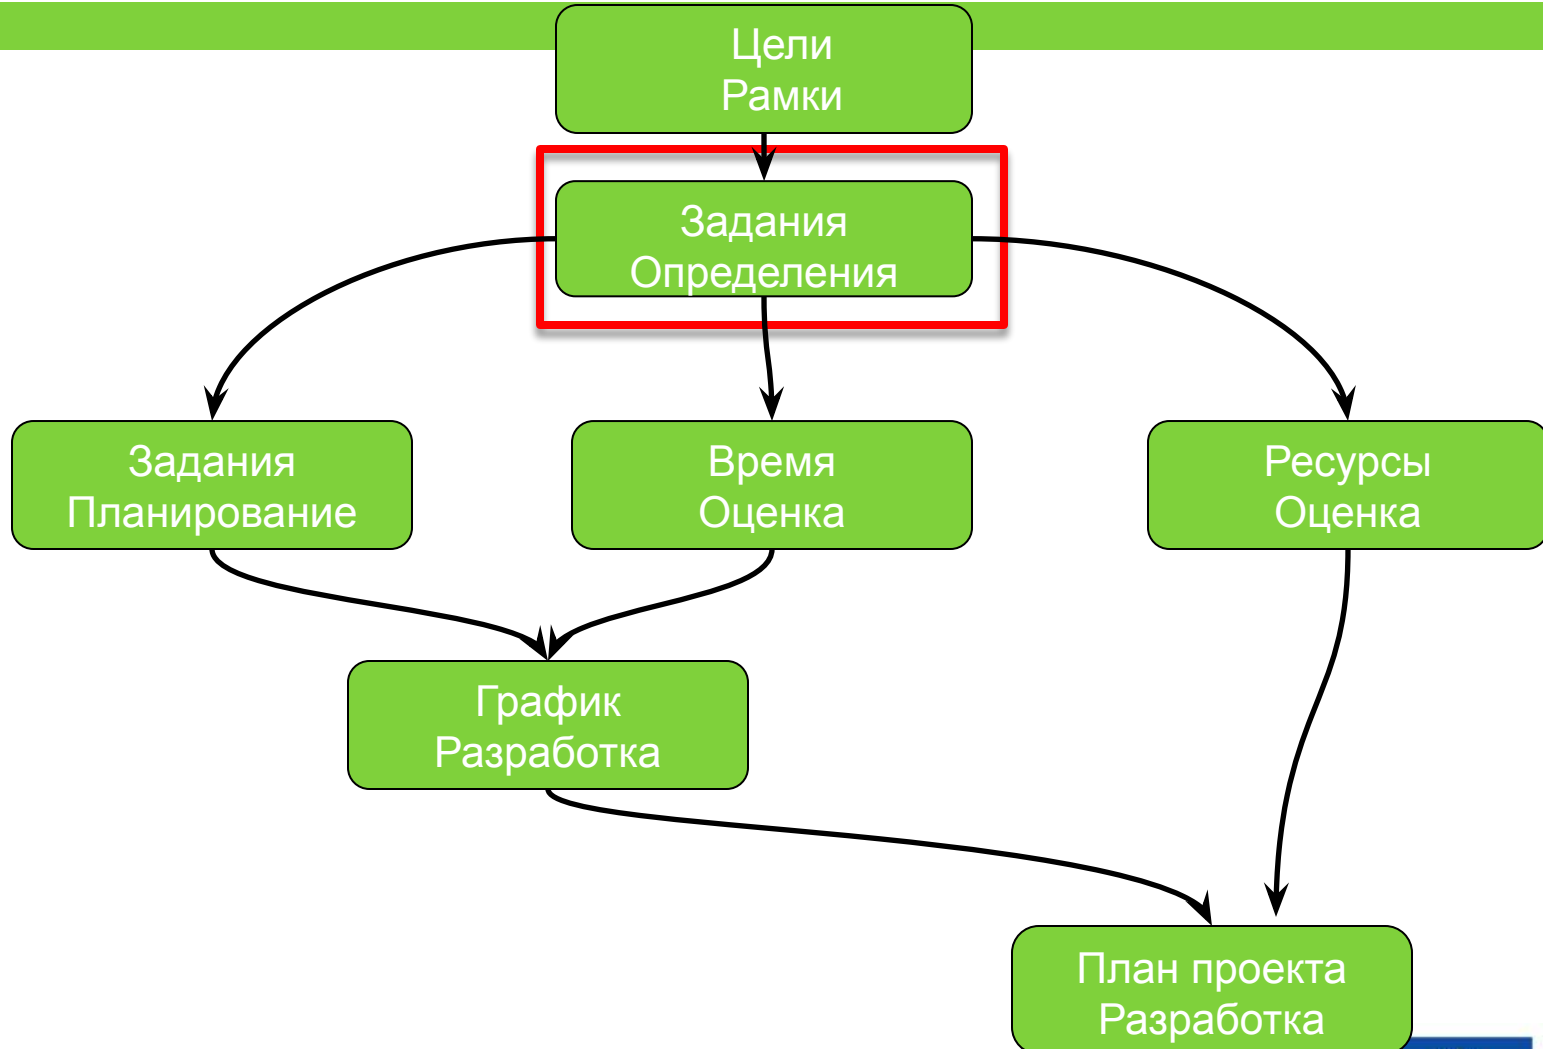 Цели
Рамки
Задания
Определения
Задания
Планирование
Время
Оценка
Ресурсы
Оценка
График
Разработка
План проекта
Разработка